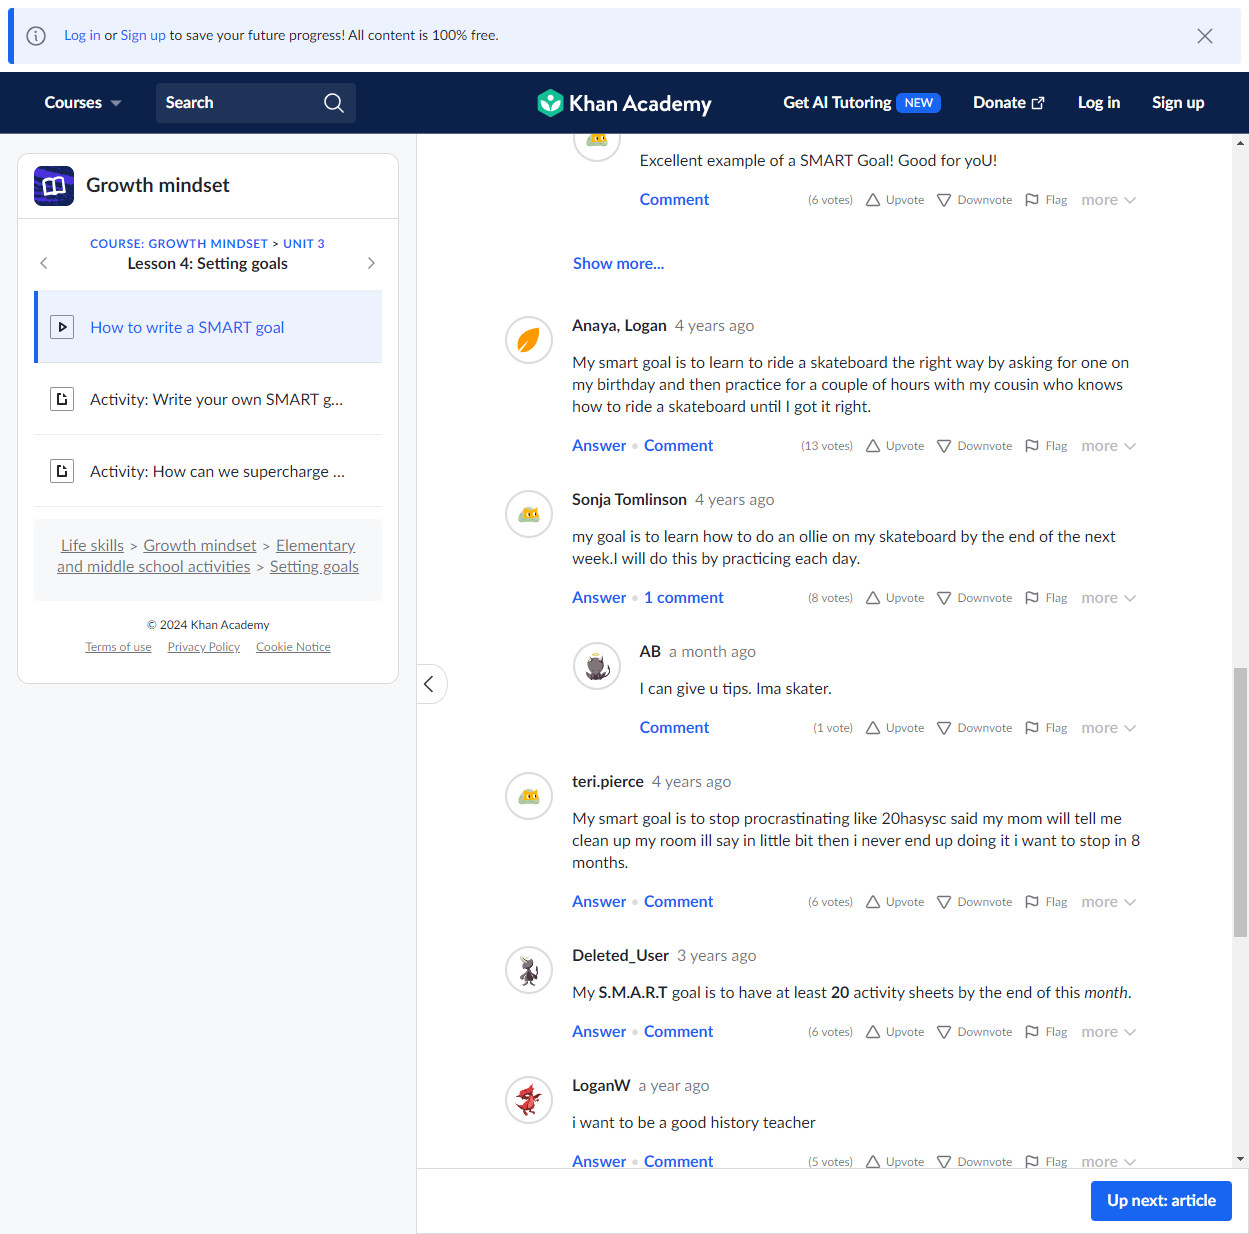 Log in or Sign up to save your future progress! All content is 100% free.
Courses
Search
Khan Academy
Get AI Tutoring NEW
Donate
Log in
Sign up
Growth mindset
COURSE: GROWTH MINDSET > UNIT 3
Lesson 4: Setting goals
How to write a SMART goal
Activity: Write your own SMART g...
Activity: How can we supercharge ...
Life skills > Growth mindset > Elementary
and middle school activities > Setting goals
© 2024 Khan Academy
Terms of use Privacy Policy Cookie Notice
Excellent example of a SMART Goal! Good for yoU!
Comment (6 votes) Upvote Downvote Flag more
Show more...
Anaya, Logan 4 years ago
My smart goal is to learn to ride a skateboard the right way by asking for one on
my birthday and then practice for a couple of hours with my cousin who knows
how to ride a skateboard until I got it right.
Answer • Comment (13 votes) Upvote Downvote Flag more
Sonja Tomlinson 4 years ago
my goal is to learn how to do an ollie on my skateboard by the end of the next
week.I will do this by practicing each day.
Answer • 1 comment (8 votes) Upvote Downvote Flag more
AB a month ago
I can give u tips. Ima skater.
Comment (1 vote) Upvote Downvote Flag more
teri.pierce 4 years ago
My smart goal is to stop procrastinating like 20hasysc said my mom will tell me
clean up my room ill say in little bit then i never end up doing it i want to stop in 8
months.
Answer • Comment (6 votes) Upvote Downvote Flag more
Deleted_User 3 years ago
My S.M.A.R.T goal is to have at least 20 activity sheets by the end of this month.
Answer • Comment (6 votes) Upvote Downvote Flag more
LoganW a year ago
i want to be a good history teacher
Answer • Comment (5 votes) Upvote Downvote Flag more
Up next: article